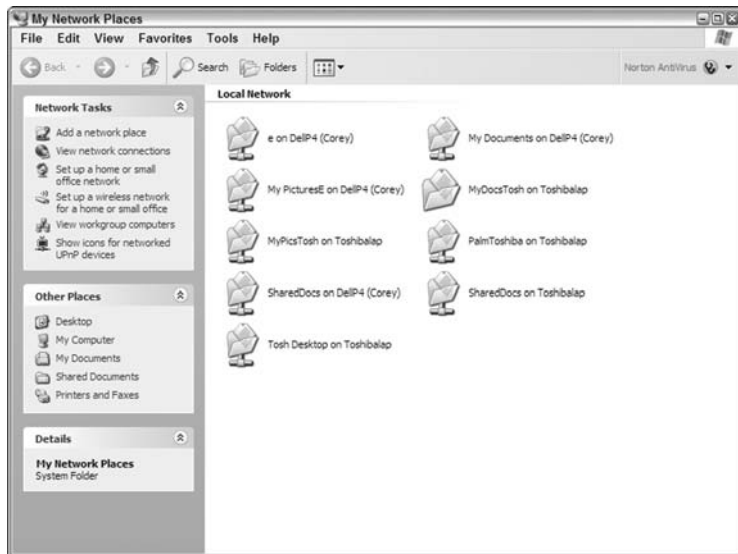 My Network Places
File Edit View Favorites Tools Help
Back Search Folders Norton AntiVirus
Network Tasks
Add a network place
View network connections
Set up a home or small
office network
Set up a wireless network
for a home or small office
View workgroup computers
Show icons for networked
UPnP devices
Other Places
Desktop
My Computer
My Documents
Shared Documents
Printers and Faxes
Details
My Network Places
System Folder
Local Network
e on DellP4 (Corey)
My Documents on DellP4 (Corey)
My PicturesE on DellP4 (Corey)
MyDocsTosh on Toshibalap
MyPicsTosh on Toshibalap
PalmToshiba on Toshibalap
SharedDocs on DellP4 (Corey)
SharedDocs on Toshibalap
Tosh Desktop on Toshibalap